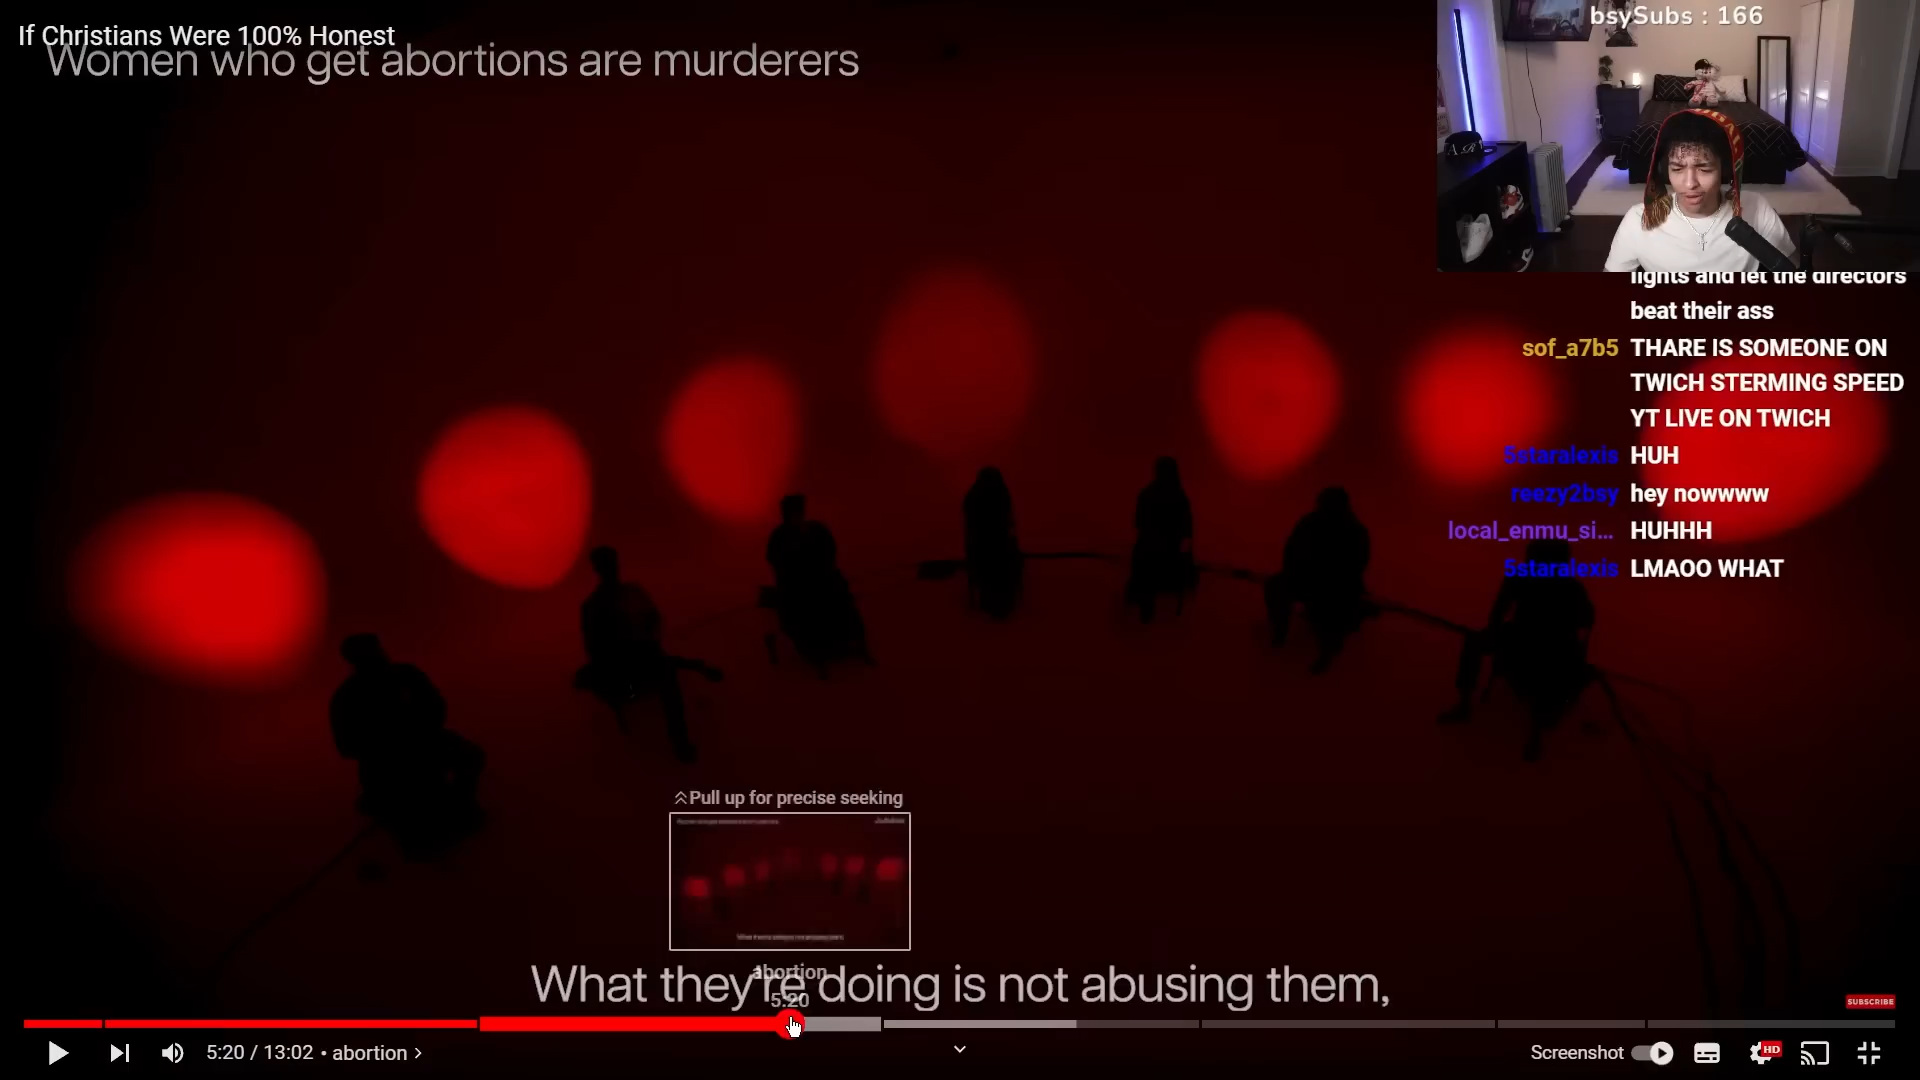 If Christians Were 100% Honest
Women who get abortions are murderers
bsySubs : 166
lights and let the directors
beat their ass
sof_a7b5 THARE IS SOMEONE ON
TWICH STERMING SPEED
YT LIVE ON TWICH
5staralexis HUH
reezy2bsy hey nowwww
local_enmu_si... HUHHH
5staralexis LMAOO WHAT
Pull up for precise seeking
abortion
5:20
What they're doing is not abusing them,
SUBSCRIBE
5:20 / 13:02 • abortion >
Screenshot
HD